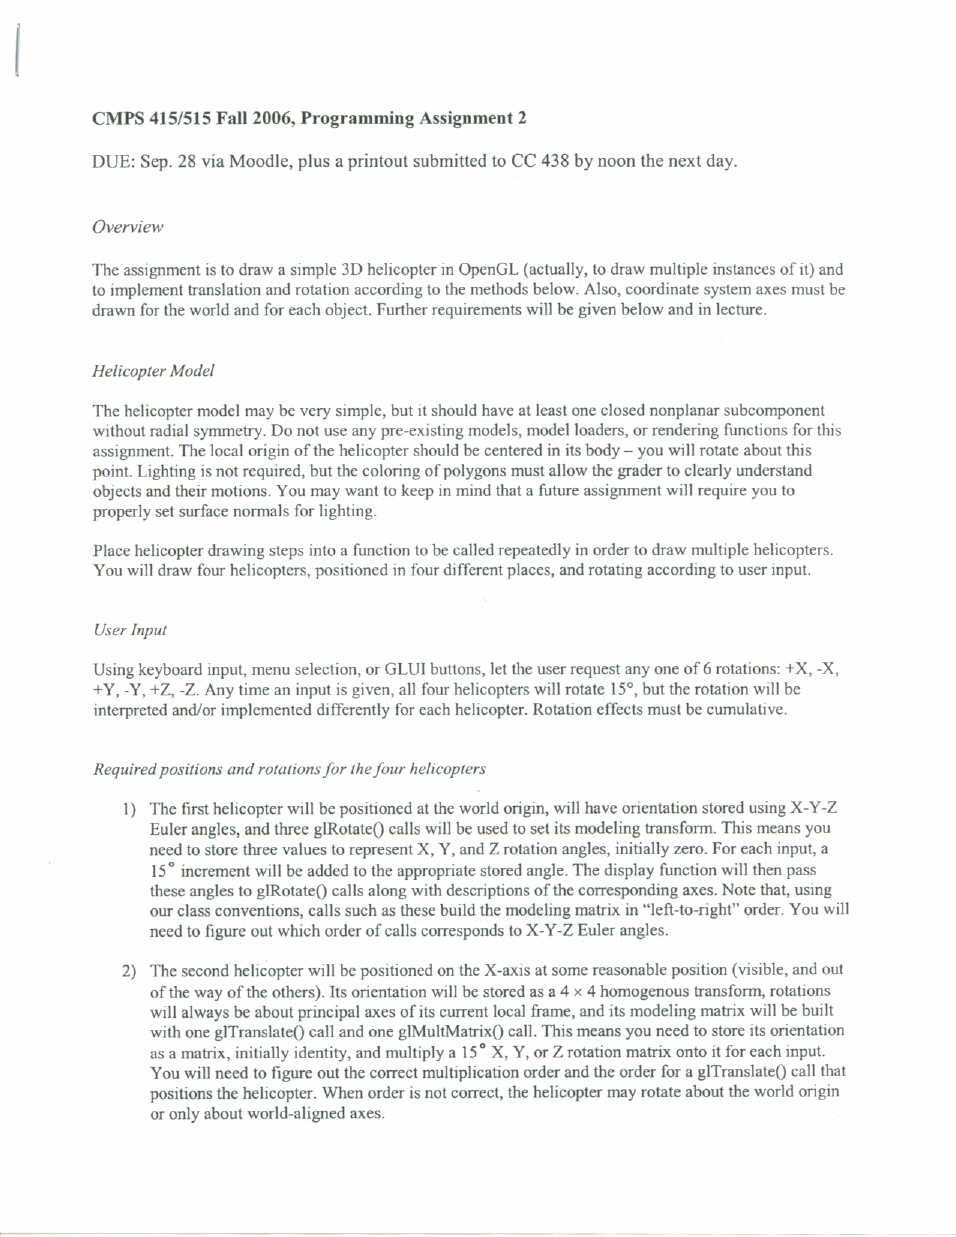 CMPS 415/515 Fall 2006, Programming Assignment 2
DUE: Sep. 28 via Moodle, plus a printout submitted to CC 438 by noon the next day.
Overview
The assignment is to draw a simple 3D helicopter in OpenGL (actually, to draw multiple instances of it) and
to implement translation and rotation according to the methods below. Also, coordinate system axes must be
drawn for the world and for each object. Further requirements will be given below and in lecture.
Helicopter Model
The helicopter model may be very simple, but it should have at least one closed nonplanar subcomponent
without radial symmetry. Do not use any pre-existing models, model loaders, or rendering functions for this
assignment. The local origin of the helicopter should be centered in its body – you will rotate about this
point. Lighting is not required, but the coloring of polygons must allow the grader to clearly understand
objects and their motions. You may want to keep in mind that a future assignment will require you to
properly set surface normals for lighting.
Place helicopter drawing steps into a function to be called repeatedly in order to draw multiple helicopters.
You will draw four helicopters, positioned in four different places, and rotating according to user input.
User Input
Using keyboard input, menu selection, or GLUI buttons, let the user request any one of 6 rotations: +X, -X,
+Y, -Y, +Z, -Z. Any time an input is given, all four helicopters will rotate 15°, but the rotation will be
interpreted and/or implemented differently for each helicopter. Rotation effects must be cumulative.
Required positions and rotations for the four helicopters
1) The first helicopter will be positioned at the world origin, will have orientation stored using X-Y-Z
Euler angles, and three glRotate() calls will be used to set its modeling transform. This means you
need to store three values to represent X, Y, and Z rotation angles, initially zero. For each input, a
15° increment will be added to the appropriate stored angle. The display function will then pass
these angles to glRotate() calls along with descriptions of the corresponding axes. Note that, using
our class conventions, calls such as these build the modeling matrix in “left-to-right” order. You will
need to figure out which order of calls corresponds to X-Y-Z Euler angles.
2) The second helicopter will be positioned on the X-axis at some reasonable position (visible, and out
of the way of the others). Its orientation will be stored as a 4 × 4 homogenous transform, rotations
will always be about principal axes of its current local frame, and its modeling matrix will be built
with one glTranslate() call and one glMultMatrix() call. This means you need to store its orientation
as a matrix, initially identity, and multiply a 15° X, Y, or Z rotation matrix onto it for each input.
You will need to figure out the correct multiplication order and the order for a glTranslate() call that
positions the helicopter. When order is not correct, the helicopter may rotate about the world origin
or only about world-aligned axes.